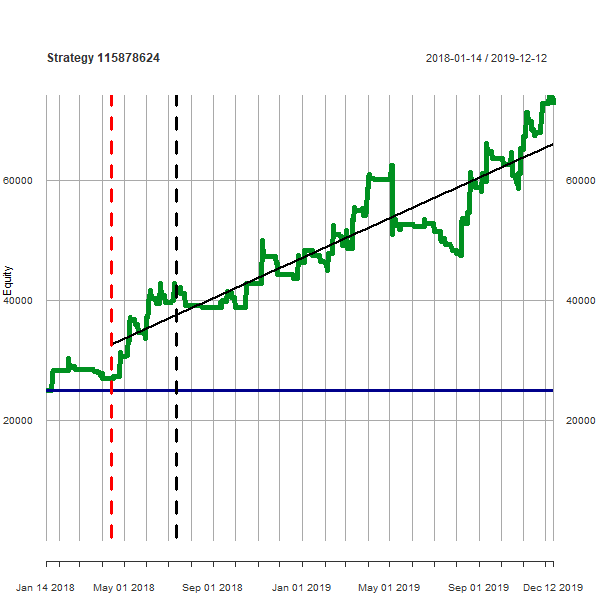 Strategy 115878624
2018-01-14 / 2019-12-12
60000
60000
Equity
40000
40000
20000
20000
Jan 14 2018
May 01 2018
Sep 01 2018
Jan 01 2019
May 01 2019
Sep 01 2019
Dec 12 2019